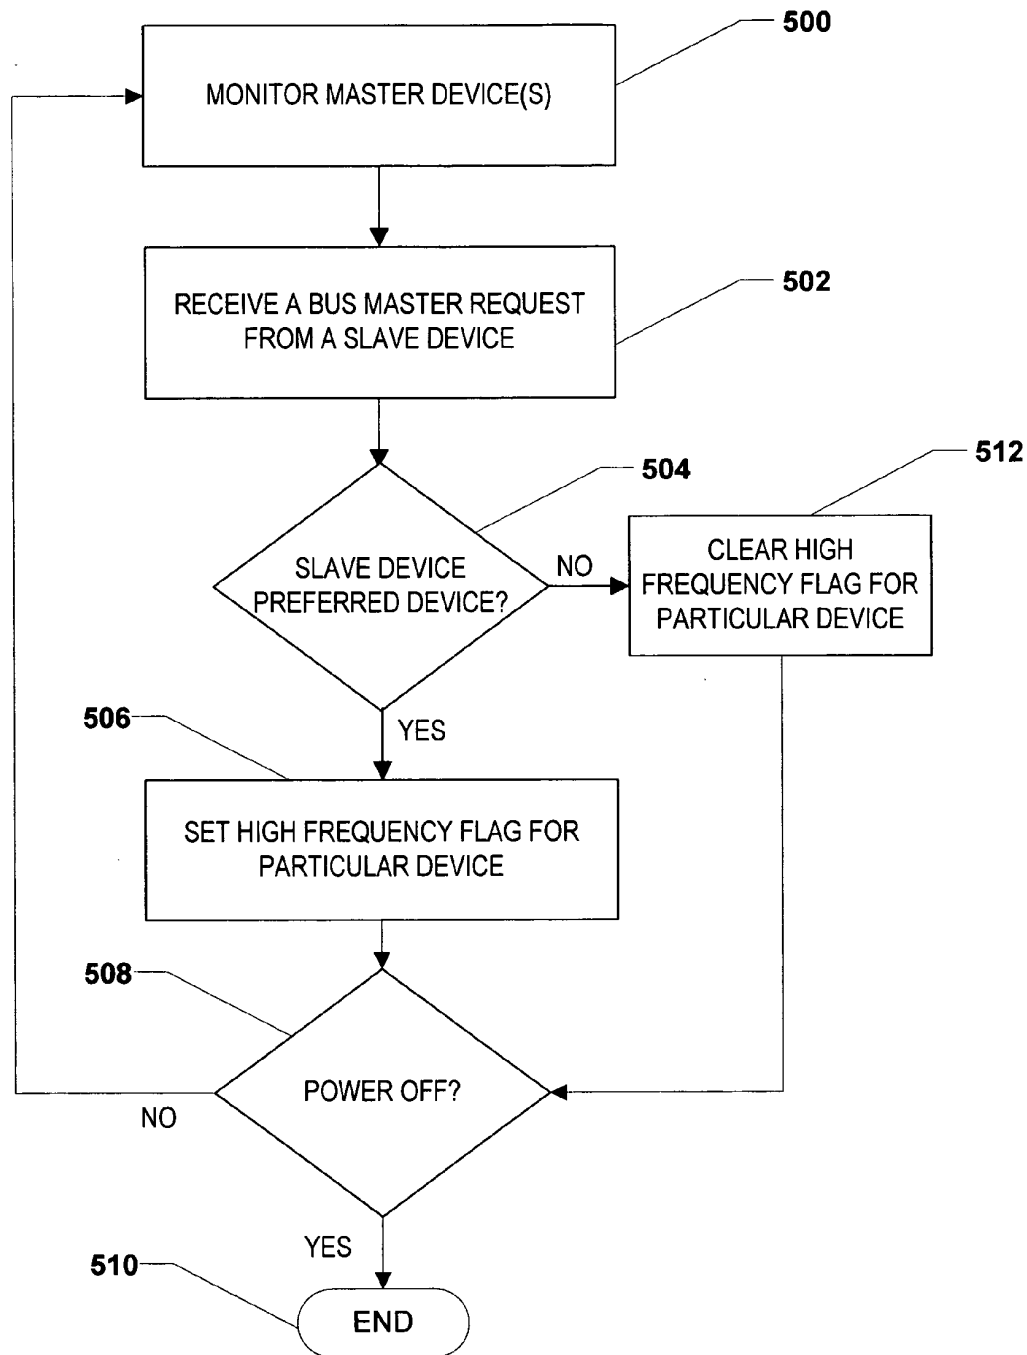 500
MONITOR MASTER DEVICE(S)
502
RECEIVE A BUS MASTER REQUEST
FROM A SLAVE DEVICE
504
512
SLAVE DEVICE
PREFERRED DEVICE?
NO
CLEAR HIGH
FREQUENCY FLAG FOR
PARTICULAR DEVICE
506
YES
SET HIGH FREQUENCY FLAG FOR
PARTICULAR DEVICE
508
POWER OFF?
NO
YES
510
END